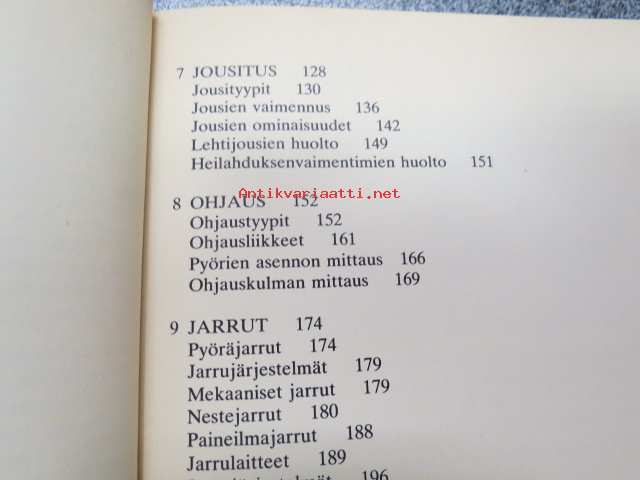 7 JOUSITUS 128
Jousityypit 130
Jousien vaimennus 136
Jousien ominaisuudet 142
Lehtijousien huolto 149
Heilahduksenvaimentimien huolto 151
Antikvariaatti.net
8 OHJAUS 152
Ohjaustyypit 152
Ohjausliikkeet 161
Pyörien asennon mittaus 166
Ohjauskulman mittaus 169
9 JARRUT 174
Pyöräjarrut 174
Jarrujärjestelmät 179
Mekaaniset jarrut 179
Nestejarrut 180
Paineilmajarrut 188
Jarrulaitteet 189
196